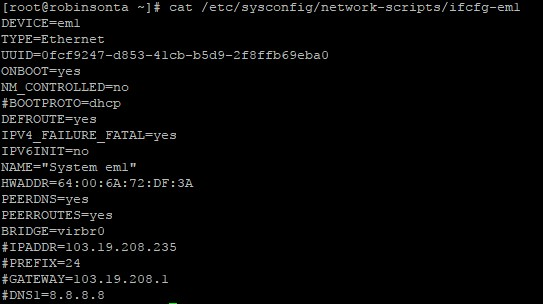 [root@robinsonta ~]# cat /etc/sysconfig/network-scripts/ifcfg-em1
DEVICE=em1
TYPE=Ethernet
UUID=0fcf9247-d853-41cb-b5d9-2f8ffb69eba0
ONBOOT=yes
NM_CONTROLLED=no
#BOOTPROTO=dhcp
DEFROUTE=yes
IPV4_FAILURE_FATAL=yes
IPV6INIT=no
NAME="System em1"
HWADDR=64:00:6A:72:DF:3A
PEERDNS=yes
PEERROUTES=yes
BRIDGE=virbr0
#IPADDR=103.19.208.235
#PREFIX=24
#GATEWAY=103.19.208.1
#DNS1=8.8.8.8